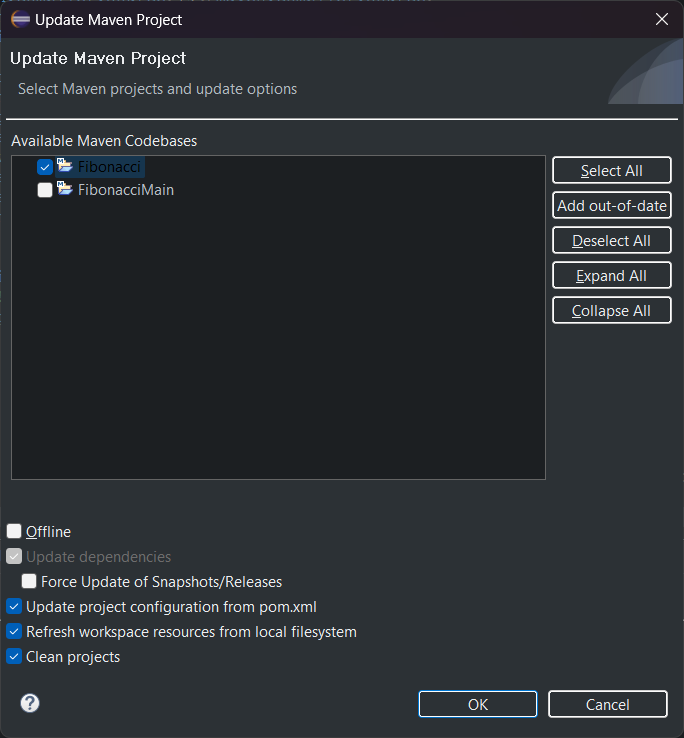 Update Maven Project
Update Maven Project
Select Maven projects and update options
Available Maven Codebases
Fibonacci
FibonacciMain
Select All
Add out-of-date
Deselect All
Expand All
Collapse All
Offline
Update dependencies
Force Update of Snapshots/Releases
Update project configuration from pom.xml
Refresh workspace resources from local filesystem
Clean projects
?
OK
Cancel